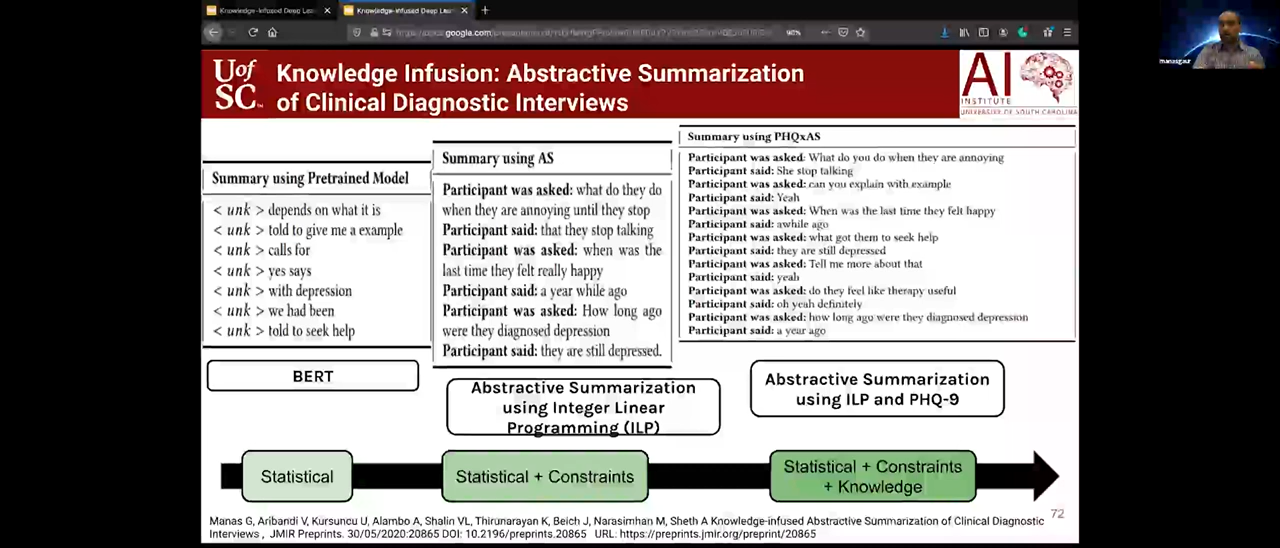 Knowledge-Infused Deep Lea
Knowledge-Infused Deep Lea
90%
manasgaur
UofSC
Knowledge Infusion: Abstractive Summarization
of Clinical Diagnostic Interviews
AI
INSTITUTE
UNIVERSITY OF SOUTH CAROLINA
Summary using Pretrained Model
< unk > depends on what it is
< unk > told to give me a example
< unk > calls for
< unk > yes says
< unk > with depression
< unk > we had been
< unk > told to seek help
BERT
Summary using AS
Participant was asked: what do they do
when they are annoying until they stop
Participant said: that they stop talking
Participant was asked: when was the
last time they felt really happy
Participant said: a year while ago
Participant was asked: How long ago
were they diagnosed depression
Participant said: they are still depressed.
Abstractive Summarization
using Integer Linear
Programming (ILP)
Summary using PHQxAS
Participant was asked: What do you do when they are annoying
Participant said: She stop talking
Participant was asked: can you explain with example
Participant said: Yeah
Participant was asked: When was the last time they felt happy
Participant said: awhile ago
Participant was asked: what got them to seek help
Participant said: they are still depressed
Participant was asked: Tell me more about that
Participant said: yeah
Participant was asked: do they feel like therapy useful
Participant said: oh yeah definitely
Participant was asked: how long ago were they diagnosed depression
Participant said: a year ago
Abstractive Summarization
using ILP and PHQ-9
Statistical
Statistical + Constraints
Statistical + Constraints
+ Knowledge
72
Manas G, Aribandi V, Kursuncu U, Alambo A, Shalin VL, Thirunarayan K, Beich J, Narasimhan M, Sheth A Knowledge-infused Abstractive Summarization of Clinical Diagnostic
Interviews , JMIR Preprints. 30/05/2020:20865 DOI: 10.2196/preprints.20865 URL: https://preprints.jmir.org/preprint/20865